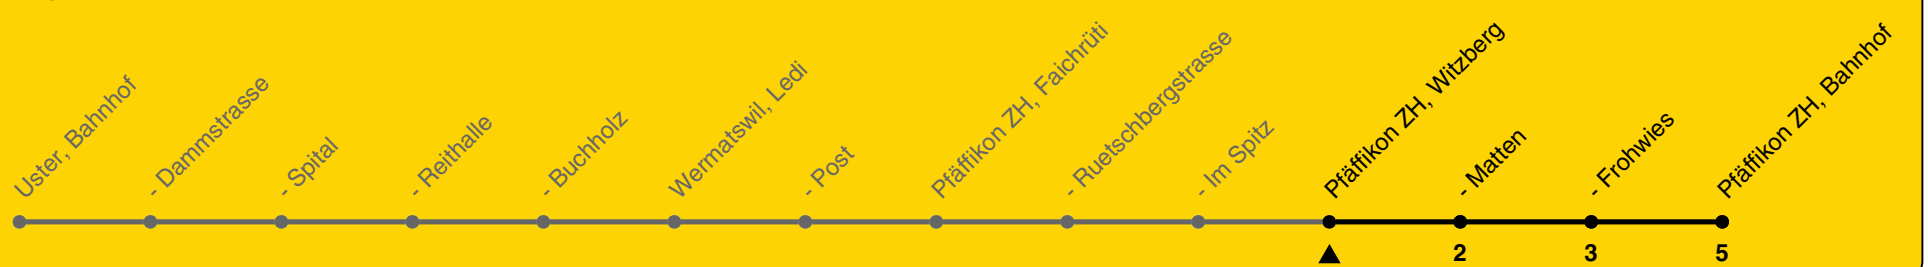 Uster, Bahnhof
- Dammstrasse
- Spital
- Reithalle
- Buchholz
Wermatswil, Ledi
- Post
Pfäffikon ZH, Faichrüti
- Ruetschbergstrasse
- Im Spitz
Pfäffikon ZH, Witzberg
- Matten
- Frohwies
Pfäffikon ZH, Bahnhof
2
3
5